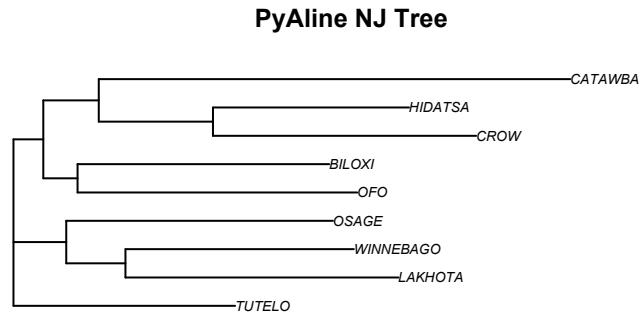 PyAline NJ Tree
CATAWBA
HIDATSA
CROW
BILOXI
OFO
OSAGE
WINNEBAGO
LAKHOTA
TUTELO